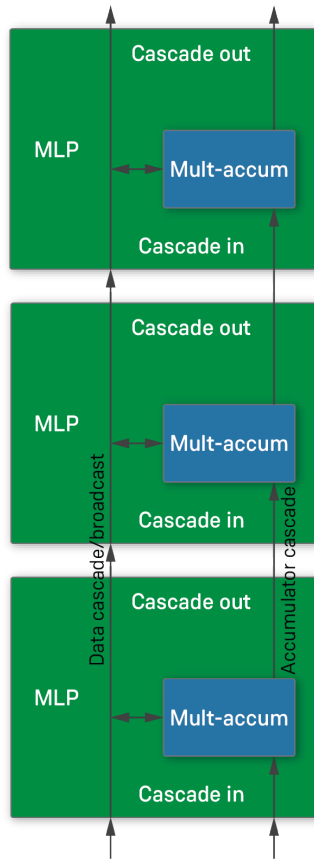 Cascade out
MLP
Mult-accum
Cascade in
Cascade out
MLP
Mult-accum
Cascade in
Data cascade/broadcast
Accumulator cascade
Cascade out
MLP
Mult-accum
Cascade in